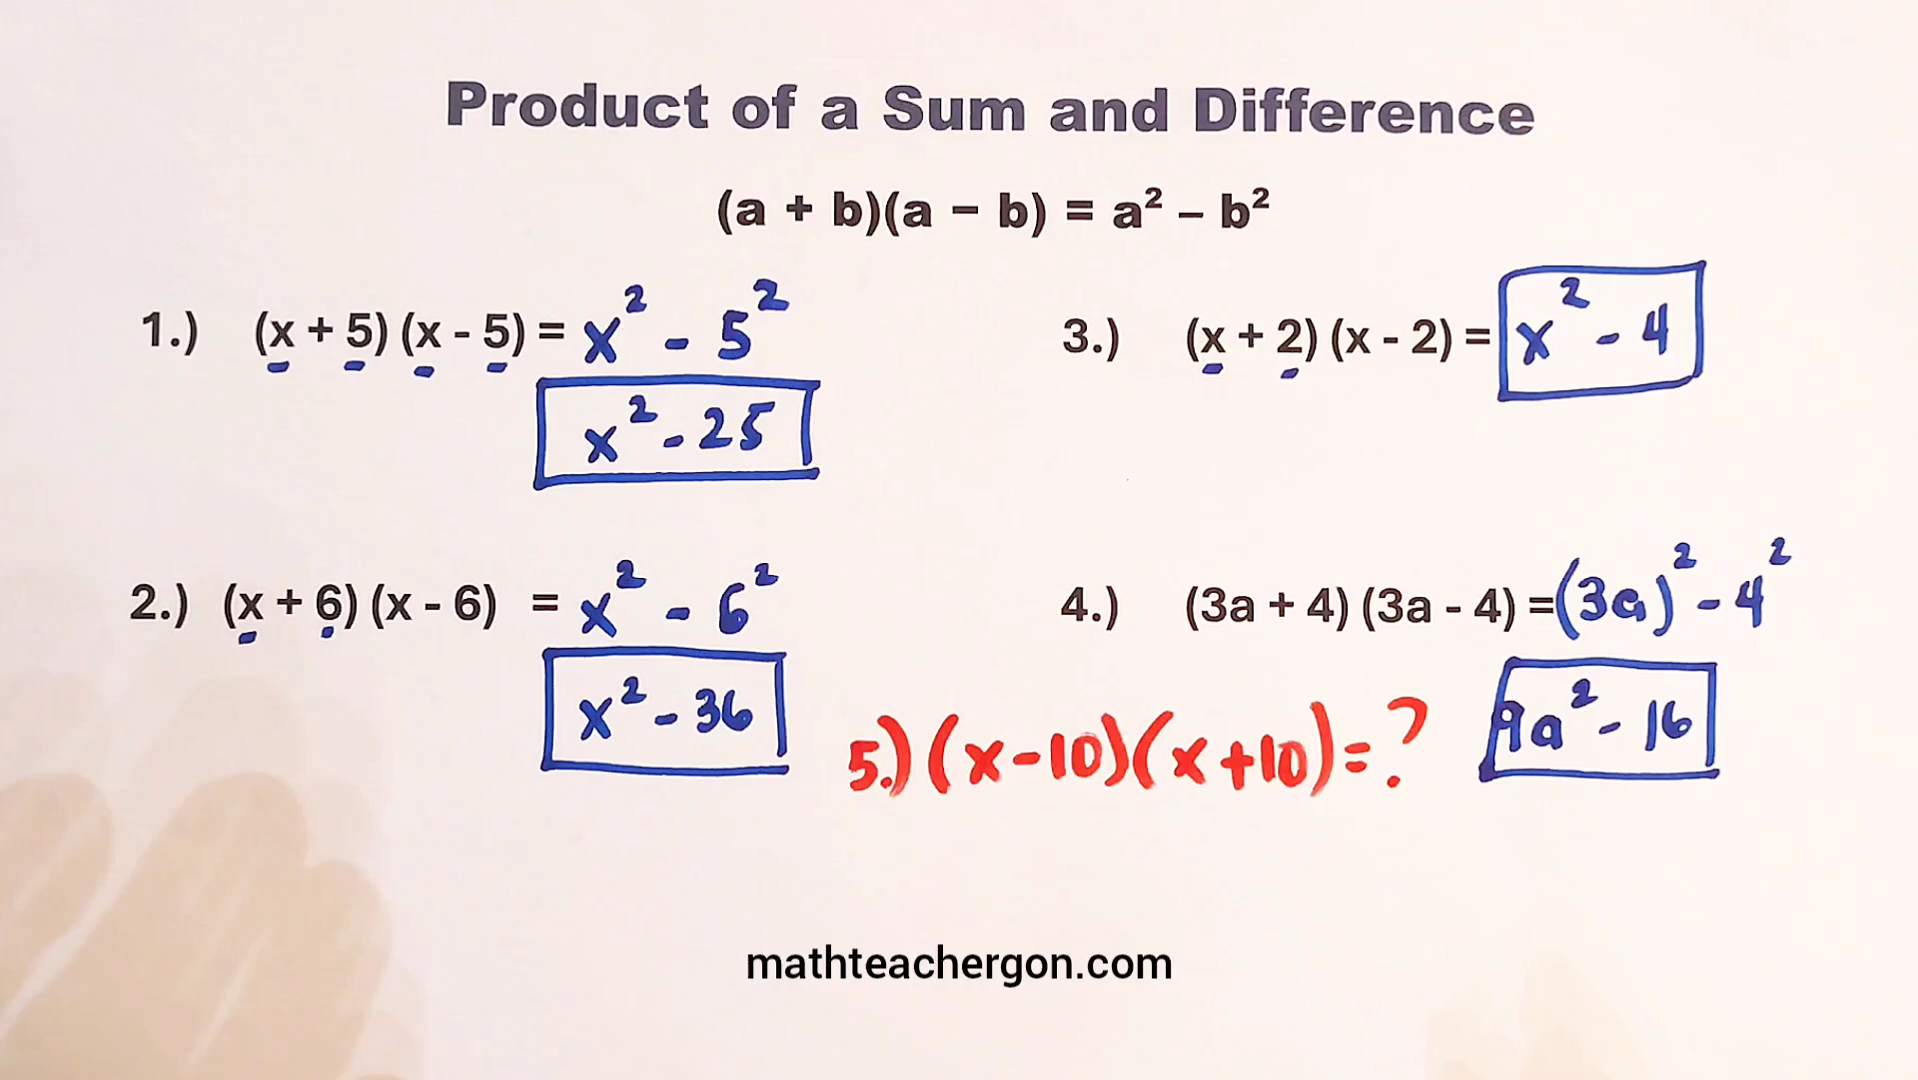 Product of a Sum and Difference
(a + b)(a − b) = a² − b²
1.) (x + 5) (x - 5) = x² - 5²
x² - 25
2.) (x + 6) (x - 6) = x² - 6²
x² - 36
3.) (x + 2) (x - 2) = x² - 4
4.) (3a + 4) (3a - 4) = (3a)² - 4²
9a² - 16
5.) (x-10)(x+10)=?
mathteachergon.com